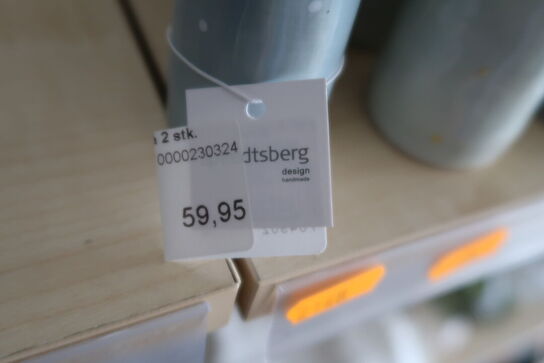 2 stk.
0000230324
59,95
dtsberg
design
handmade